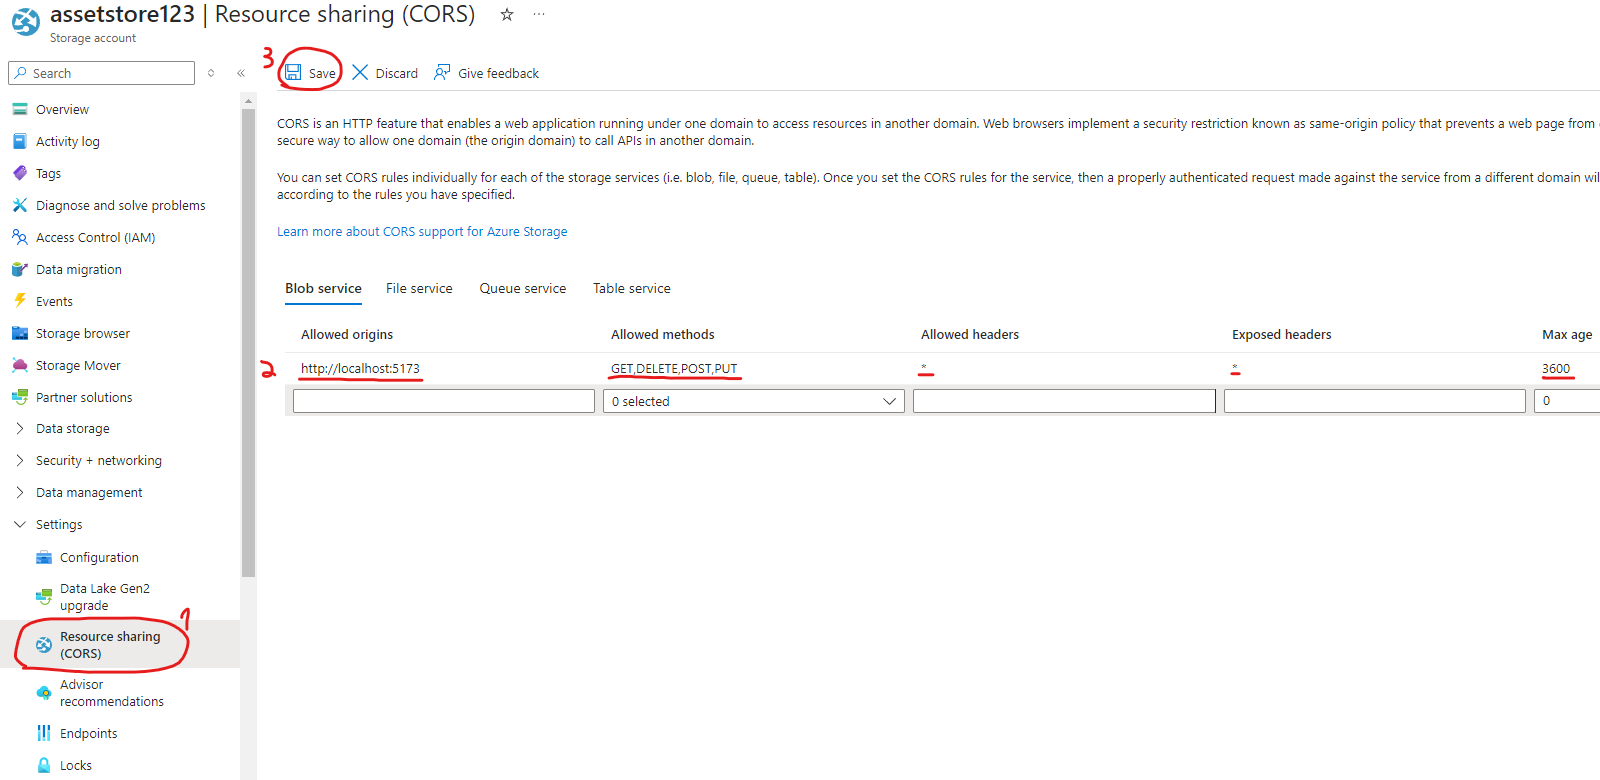 assetstore123 | Resource sharing (CORS) ☆ ···
Storage account
Search
Overview
Activity log
Tags
Diagnose and solve problems
Access Control (IAM)
Data migration
Events
Storage browser
Storage Mover
Partner solutions
Data storage
Security + networking
Data management
Settings
Configuration
Data Lake Gen2
upgrade
1
Resource sharing
(CORS)
Advisor
recommendations
Endpoints
Locks
3 Save Discard Give feedback
CORS is an HTTP feature that enables a web application running under one domain to access resources in another domain. Web browsers implement a security restriction known as same-origin policy that prevents a web page from
secure way to allow one domain (the origin domain) to call APIs in another domain.
You can set CORS rules individually for each of the storage services (i.e. blob, file, queue, table). Once you set the CORS rules for the service, then a properly authenticated request made against the service from a different domain wil
according to the rules you have specified.
Learn more about CORS support for Azure Storage
Blob service File service Queue service Table service
Allowed origins Allowed methods Allowed headers Exposed headers Max age
2 http://localhost:5173 GET,DELETE,POST,PUT * * 3600
0 selected 0